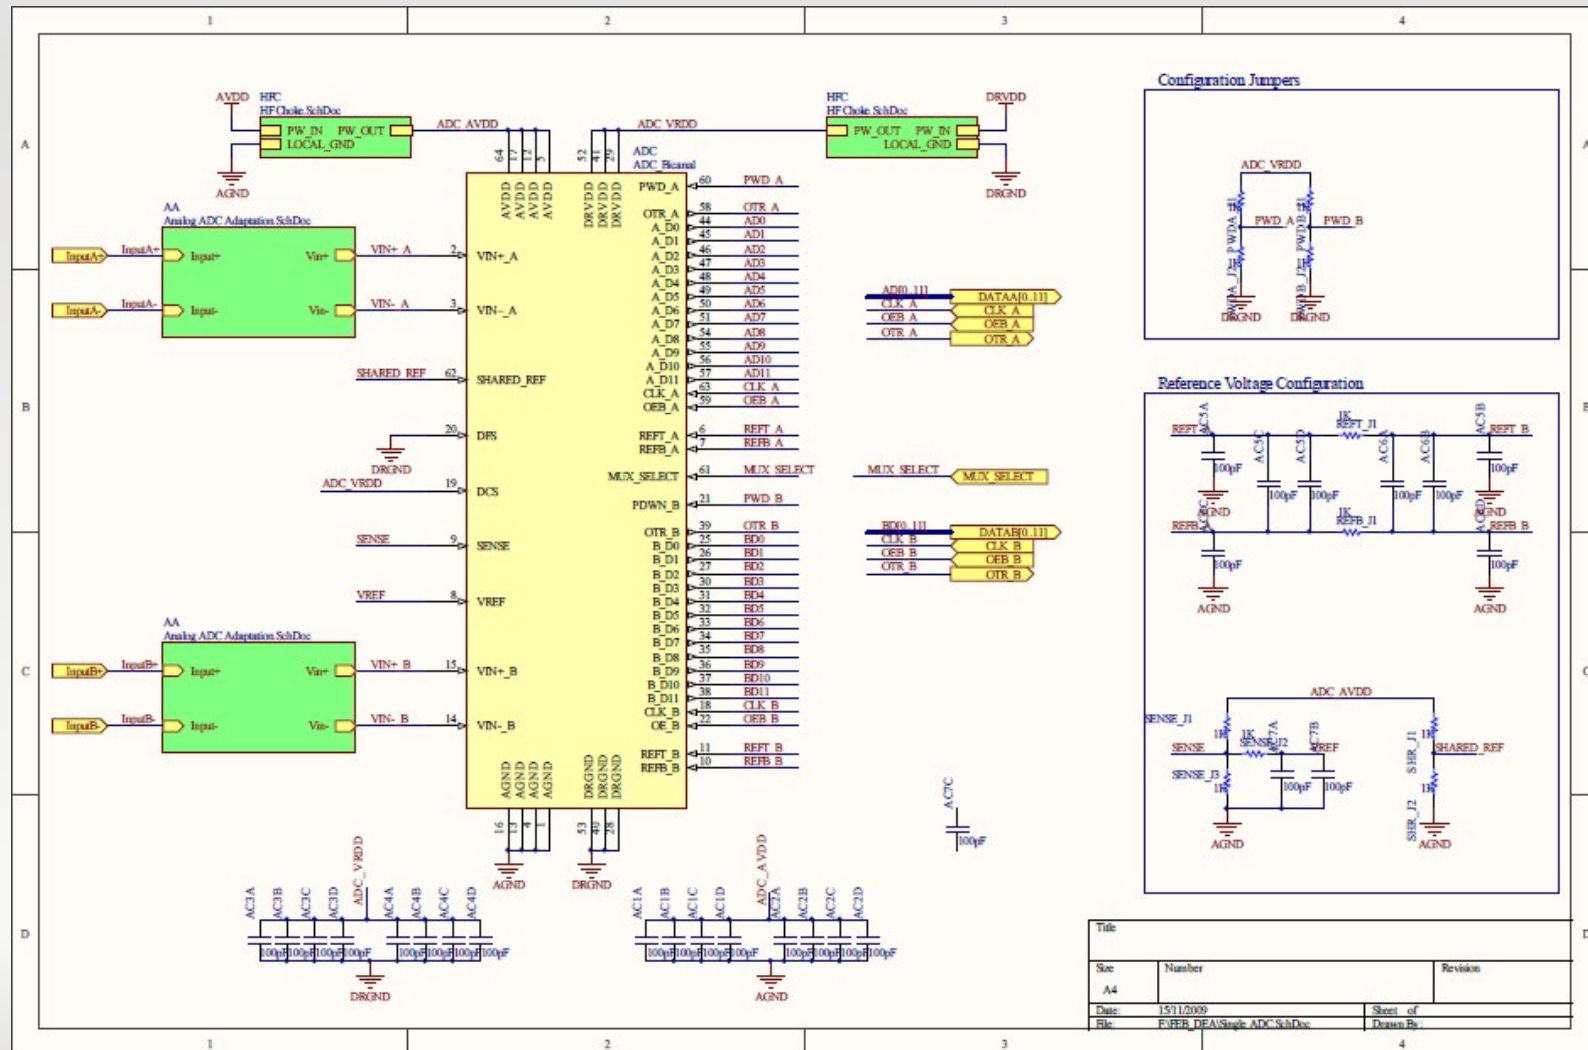 1 2 3 4
A
B
C
D
AVDD
HFC
HF Choke.SchDoc
PW_IN PW_OUT
LOCAL_GND
AGND
ADC_AVDD
ADC_VRDD
HFC
HF Choke.SchDoc
PW_OUT PW_IN
LOCAL_GND
DRVDD
DRGND
ADC
ADC_Bicanal
64 17 12 5
52 41 29
AVDD AVDD AVDD AVDD
DRVDD DRVDD DRVDD
AA
Analog ADC Adaptation.SchDoc
InputA+ InputA+ Input+ Vin+ VIN+_A 2 VIN+_A
InputA- InputA- Input- Vin- VIN-_A 3 VIN-_A
SHARED_REF 62 SHARED_REF
20 DFS
DRGND
ADC_VRDD 19 DCS
SENSE 9 SENSE
VREF 8 VREF
AA
Analog ADC Adaptation.SchDoc
InputB+ InputB+ Input+ Vin+ VIN+_B 15 VIN+_B
InputB- InputB- Input- Vin- VIN-_B 14 VIN-_B
PWD_A 60 PWD_A
OTR_A 58 OTR_A
A_D0 44 AD0
A_D1 45 AD1
A_D2 46 AD2
A_D3 47 AD3
A_D4 48 AD4
A_D5 49 AD5
A_D6 50 AD6
A_D7 51 AD7
A_D8 54 AD8
A_D9 55 AD9
A_D10 56 AD10
A_D11 57 AD11
CLK_A 63 CLK_A
OEB_A 59 OEB_A
REFT_A 6 REFT_A
REFB_A 7 REFB_A
MUX_SELECT 61 MUX_SELECT
PDWN_B 21 PWD_B
OTR_B 39 OTR_B
B_D0 25 BD0
B_D1 26 BD1
B_D2 27 BD2
B_D3 30 BD3
B_D4 31 BD4
B_D5 32 BD5
B_D6 33 BD6
B_D7 34 BD7
B_D8 35 BD8
B_D9 36 BD9
B_D10 37 BD10
B_D11 38 BD11
CLK_B 18 CLK_B
OE_B 22 OEB_B
REFT_B 11 REFT_B
REFB_B 10 REFB_B
AGND AGND AGND AGND
DRGND DRGND DRGND
16 13 4 1
53 40 28
AGND
DRGND
AD[0..11] DATAA[0..11]
CLK_A CLK_A
OEB_A OEB_A
OTR_A OTR_A
MUX_SELECT MUX_SELECT
BD[0..11] DATAB[0..11]
CLK_B CLK_B
OEB_B OEB_B
OTR_B OTR_B
AC7C
100pF
AC3A AC3B AC3C AC3D ADC_VRDD AC4A AC4B AC4C AC4D
100pF 100pF 100pF 100pF 100pF 100pF 100pF 100pF
DRGND
AC1A AC1B AC1C AC1D ADC_AVDD AC2A AC2B AC2C AC2D
100pF 100pF 100pF 100pF 100pF 100pF 100pF 100pF
AGND
Configuration Jumpers
ADC_VRDD
PWD_A PWD_B
DRGND DRGND
Reference Voltage Configuration
AC5A AC5C AC5D 1K AC6A AC6B AC5B
REFT_J1 REFT_B
100pF 100pF 100pF 100pF 100pF 100pF
1K
REFB_J1 REFB_B
100pF 100pF
AGND AGND
ADC_AVDD
SENSE_J1 1K
SENSE 1K SENSE_J2 AC7A AC7B VREF
SENSE_J3 1K 100pF 100pF
AGND
SHR_J1 SHARED_REF
SHR_J2
AGND
Title
Size Number Revision
A4
Date: 15/11/2009 Sheet of
File: F:\FEB_DEA\Single ADC.SchDoc Drawn By:
1 2 3 4